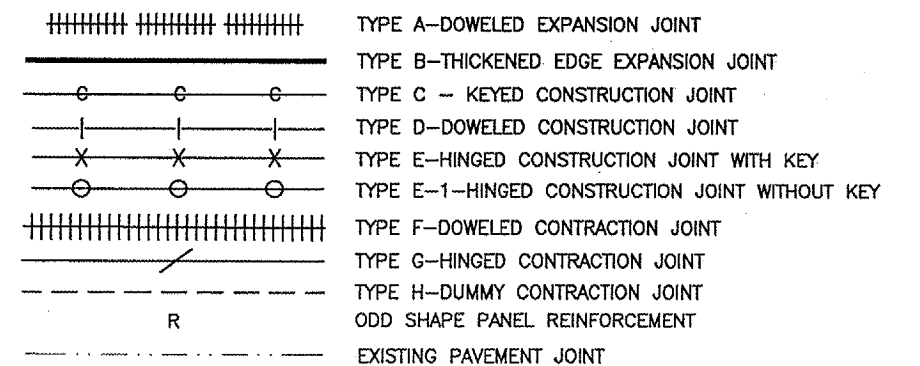 TYPE A-DOWELED EXPANSION JOINT
TYPE B-THICKENED EDGE EXPANSION JOINT
C C C TYPE C - KEYED CONSTRUCTION JOINT
TYPE D-DOWELED CONSTRUCTION JOINT
X X X TYPE E-HINGED CONSTRUCTION JOINT WITH KEY
TYPE E-1-HINGED CONSTRUCTION JOINT WITHOUT KEY
TYPE F-DOWELED CONTRACTION JOINT
TYPE G-HINGED CONTRACTION JOINT
TYPE H-DUMMY CONTRACTION JOINT
R ODD SHAPE PANEL REINFORCEMENT
EXISTING PAVEMENT JOINT